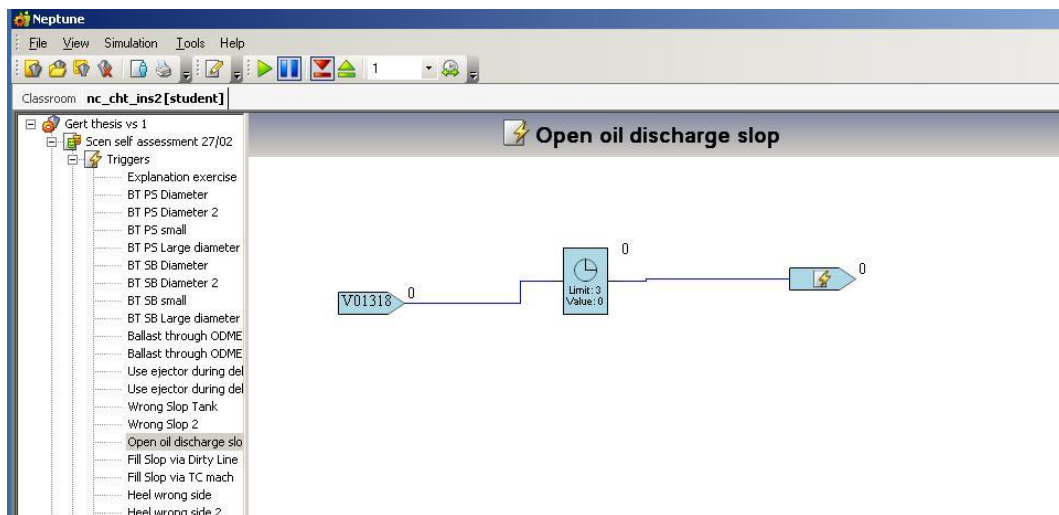 Neptune
File View Simulation Tools Help
1
Classroom nc_cht_ins2[student]
Gert thesis vs 1
Scen self assessment 27/02
Triggers
Explanation exercise
BT PS Diameter
BT PS Diameter 2
BT PS small
BT PS Large diameter
BT SB Diameter
BT SB Diameter 2
BT SB small
BT SB Large diameter
Ballast through ODME
Ballast through ODME
Use ejector during del
Use ejector during del
Wrong Slop Tank
Wrong Slop 2
Open oil discharge slo
Fill Slop via Dirty Line
Fill Slop via TC mach
Heel wrong side
Heel wrong side 2
Open oil discharge slop
V01318
0
Limit: 3
Value: 0
0
0